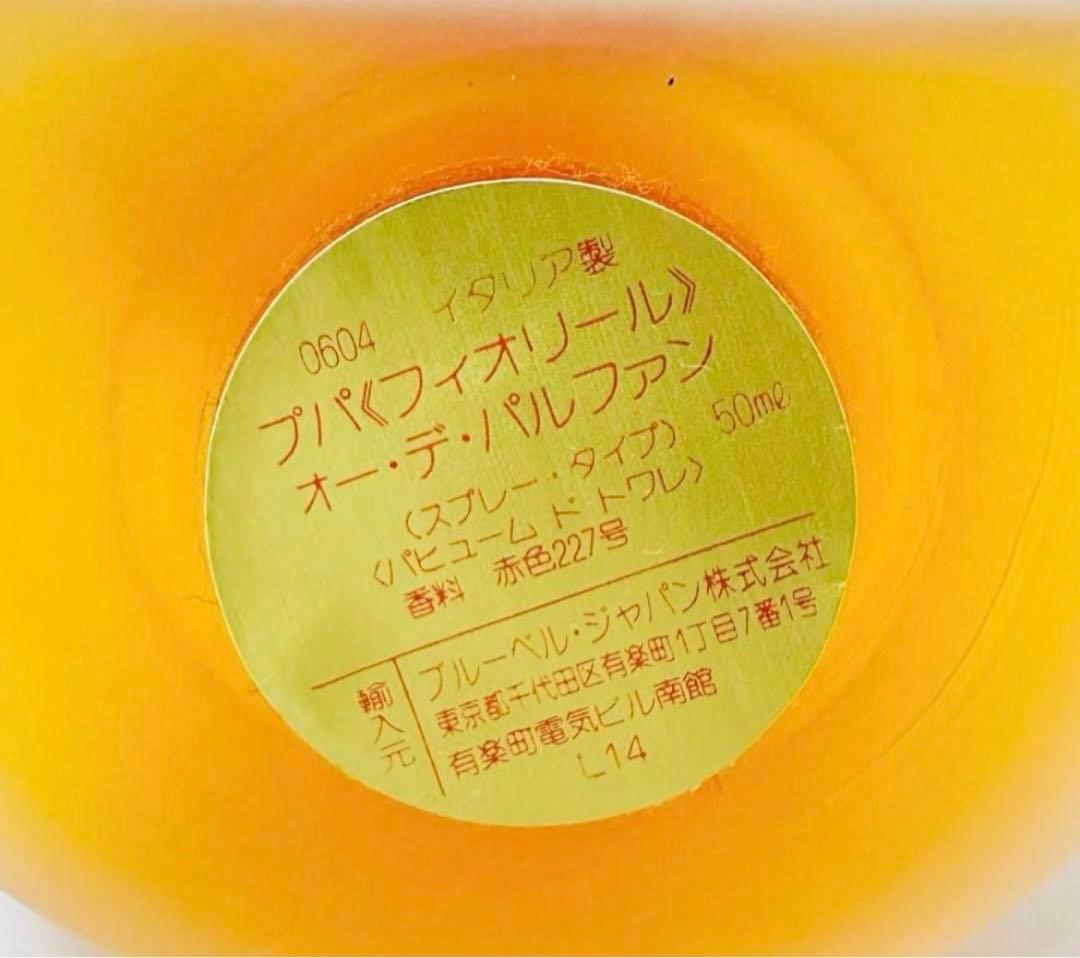 イタリア製
0604
プパ《フィオリール》
オー・デ・パルファン
〈スプレー・タイプ〉 50ml
〈パヒューム ド トワレ〉
香料 赤色227号
輸入元
ブルーベル・ジャパン株式会社
東京都千代田区有楽町1丁目7番1号
有楽町電気ビル南館
L14